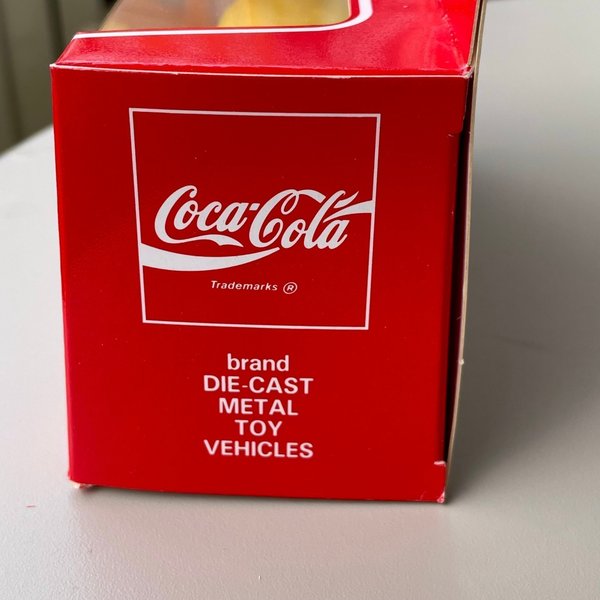 Coca-Cola
Trademarks ®
brand
DIE-CAST
METAL
TOY
VEHICLES